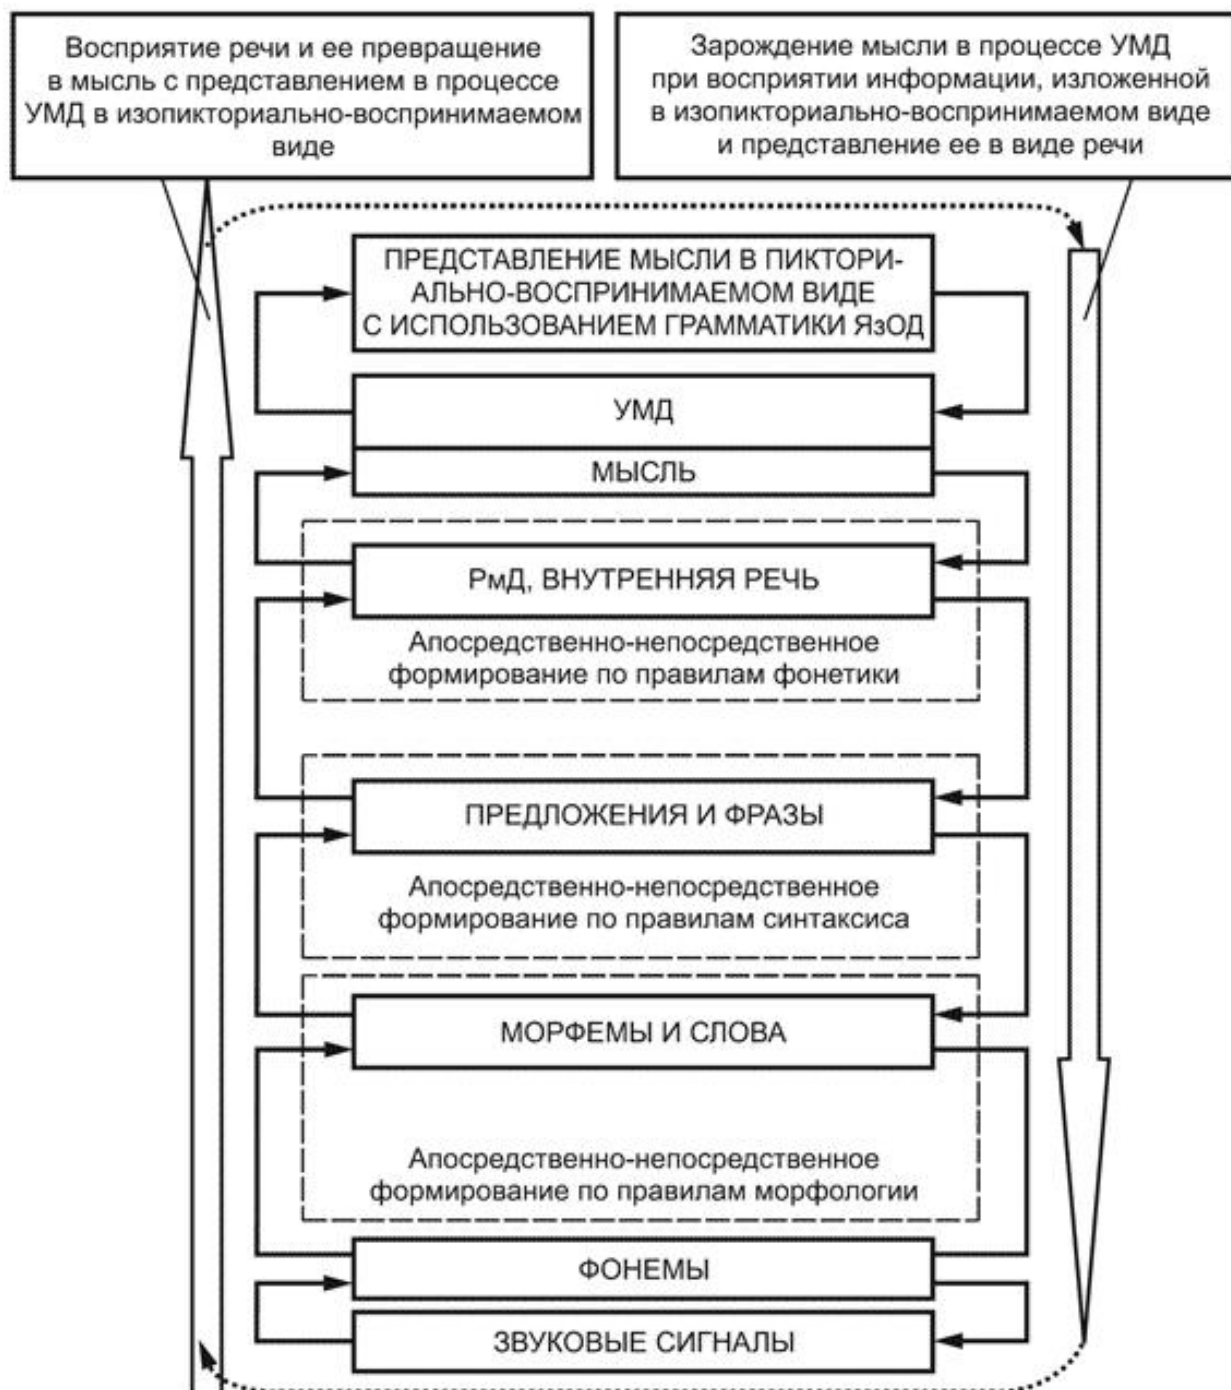 Восприятие речи и ее превращение
в мысль с представлением в процессе
УМД в изопикториально-воспринимаемом
виде
Зарождение мысли в процессе УМД
при восприятии информации, изложенной
в изопикториально-воспринимаемом виде
и представление ее в виде речи
ПРЕДСТАВЛЕНИЕ МЫСЛИ В ПИКТОРИ-
АЛЬНО-ВОСПРИНИМАЕМОМ ВИДЕ
С ИСПОЛЬЗОВАНИЕМ ГРАММАТИКИ ЯзОД
УМД
МЫСЛЬ
РмД, ВНУТРЕННЯЯ РЕЧЬ
Апосредственно-непосредственное
формирование по правилам фонетики
ПРЕДЛОЖЕНИЯ И ФРАЗЫ
Апосредственно-непосредственное
формирование по правилам синтаксиса
МОРФЕМЫ И СЛОВА
Апосредственно-непосредственное
формирование по правилам морфологии
ФОНЕМЫ
ЗВУКОВЫЕ СИГНАЛЫ